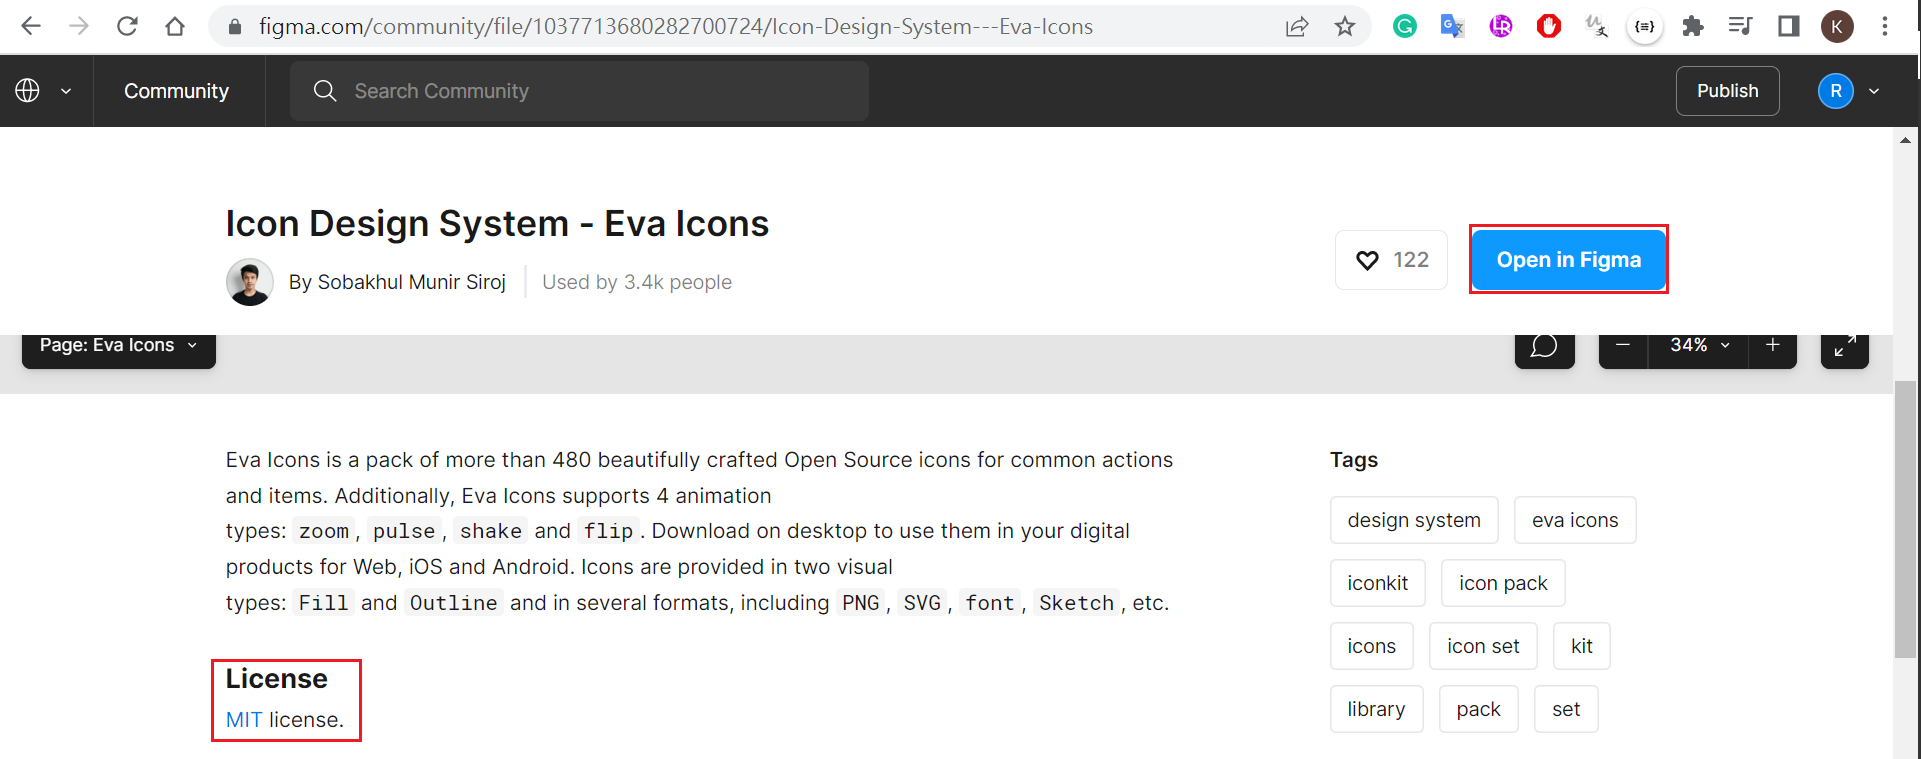 figma.com/community/file/1037713680282700724/Icon-Design-System---Eva-Icons
K
Community
Search Community
Publish
R
Icon Design System - Eva Icons
By Sobakhul Munir Siroj
Used by 3.4k people
122
Open in Figma
Page: Eva Icons
34%
Eva Icons is a pack of more than 480 beautifully crafted Open Source icons for common actions
and items. Additionally, Eva Icons supports 4 animation
types: zoom, pulse, shake and flip. Download on desktop to use them in your digital
products for Web, iOS and Android. Icons are provided in two visual
types: Fill and Outline and in several formats, including PNG, SVG, font, Sketch, etc.
License
MIT license.
Tags
design system
eva icons
iconkit
icon pack
icons
icon set
kit
library
pack
set